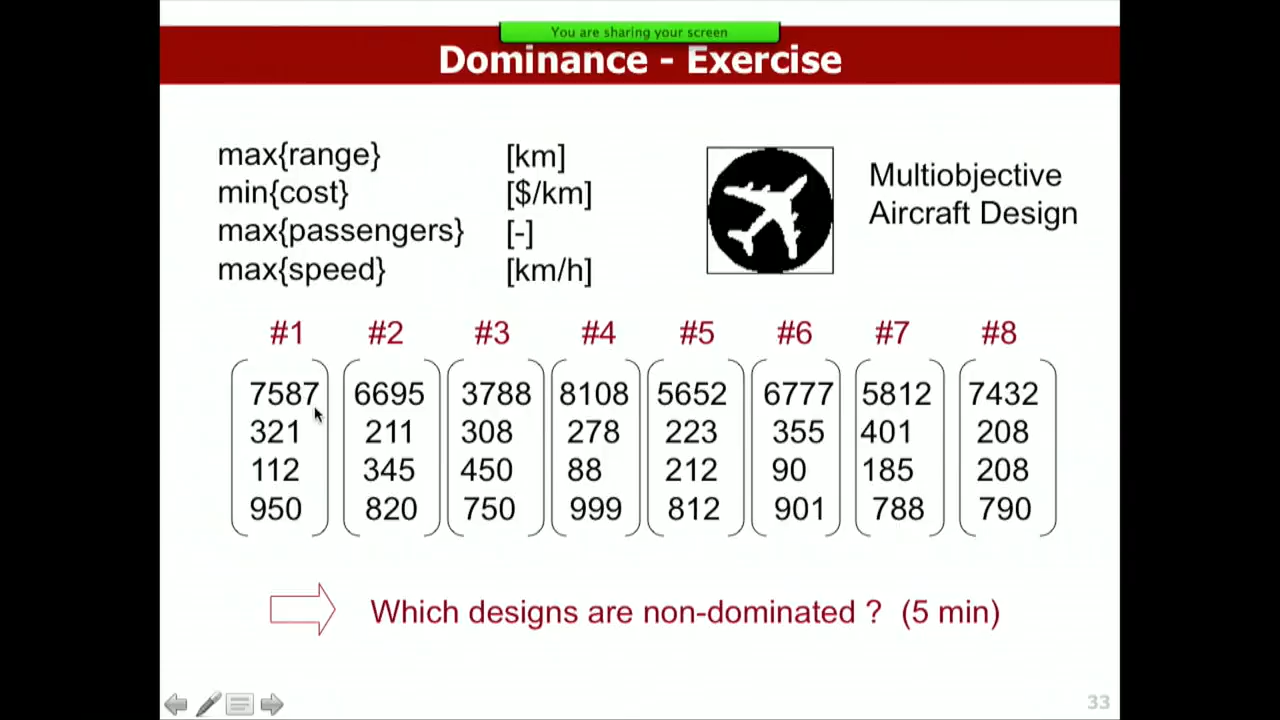 You are sharing your screen
Dominance - Exercise
max{range} [km]
min{cost} [$/km]
max{passengers} [-]
max{speed} [km/h]
Multiobjective
Aircraft Design
#1 #2 #3 #4 #5 #6 #7 #8
7587 6695 3788 8108 5652 6777 5812 7432
321 211 308 278 223 355 401 208
112 345 450 88 212 90 185 208
950 820 750 999 812 901 788 790
Which designs are non-dominated ? (5 min)
33